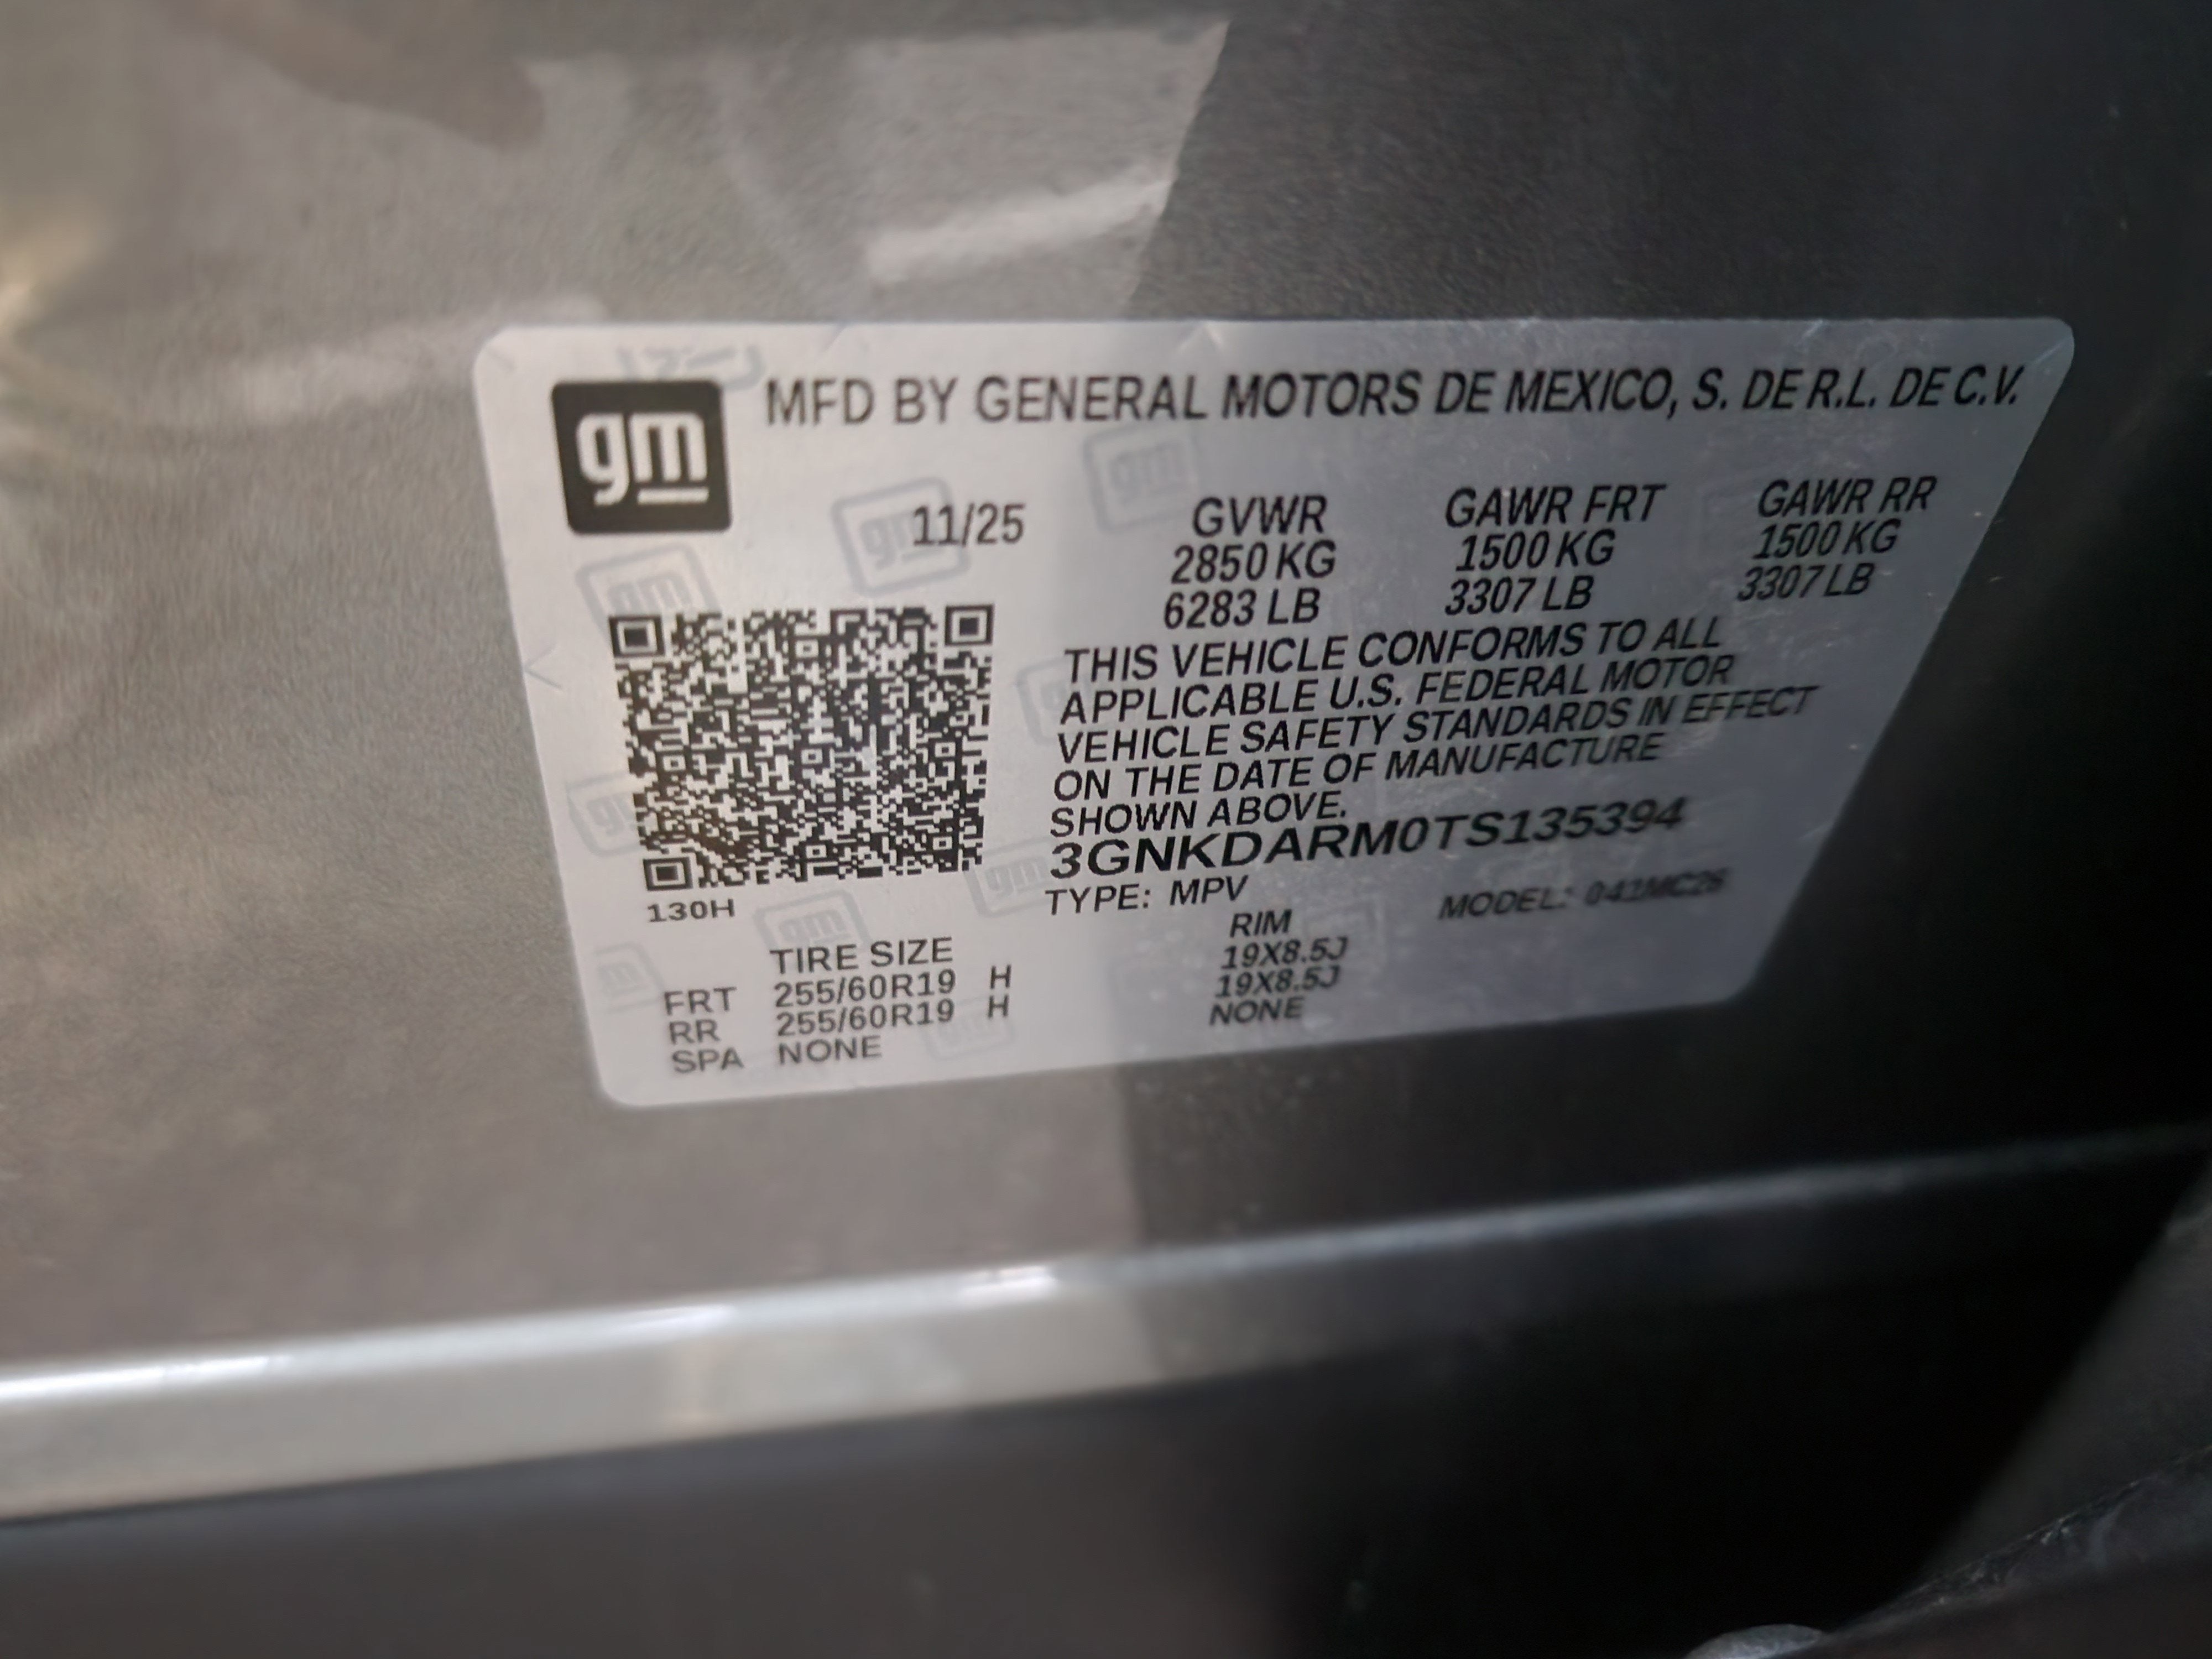 gm
MFD BY GENERAL MOTORS DE MEXICO, S. DE R.L. DE C.V.
11/25
GVWR GAWR FRT GAWR RR
2850 KG 1500 KG 1500 KG
6283 LB 3307 LB 3307 LB
THIS VEHICLE CONFORMS TO ALL
APPLICABLE U.S. FEDERAL MOTOR
VEHICLE SAFETY STANDARDS IN EFFECT
ON THE DATE OF MANUFACTURE
SHOWN ABOVE.
3GNKDARM0TS135394
130H
TYPE: MPV MODEL:
TIRE SIZE RIM
FRT 255/60R19 H 19X8.5J
RR 255/60R19 H 19X8.5J
SPA NONE NONE